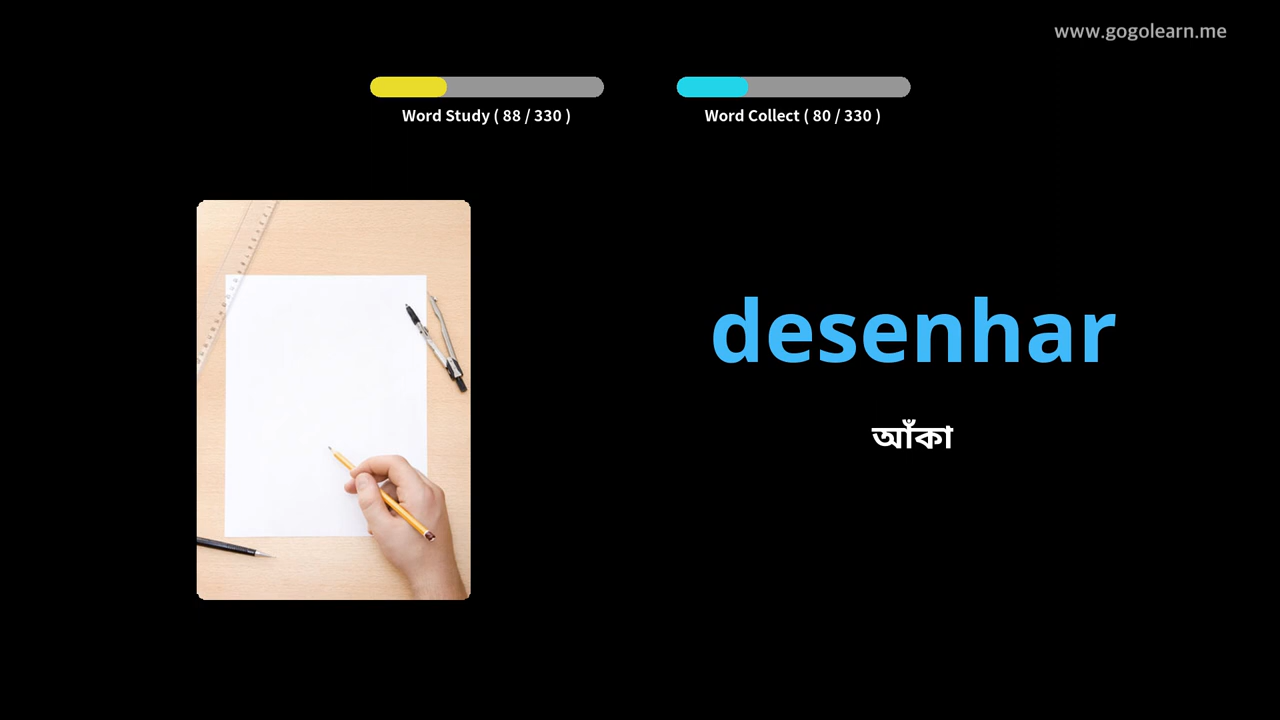 www.gogolearn.me
Word Study ( 88 / 330 )
Word Collect ( 80 / 330 )
desenhar
আঁকা